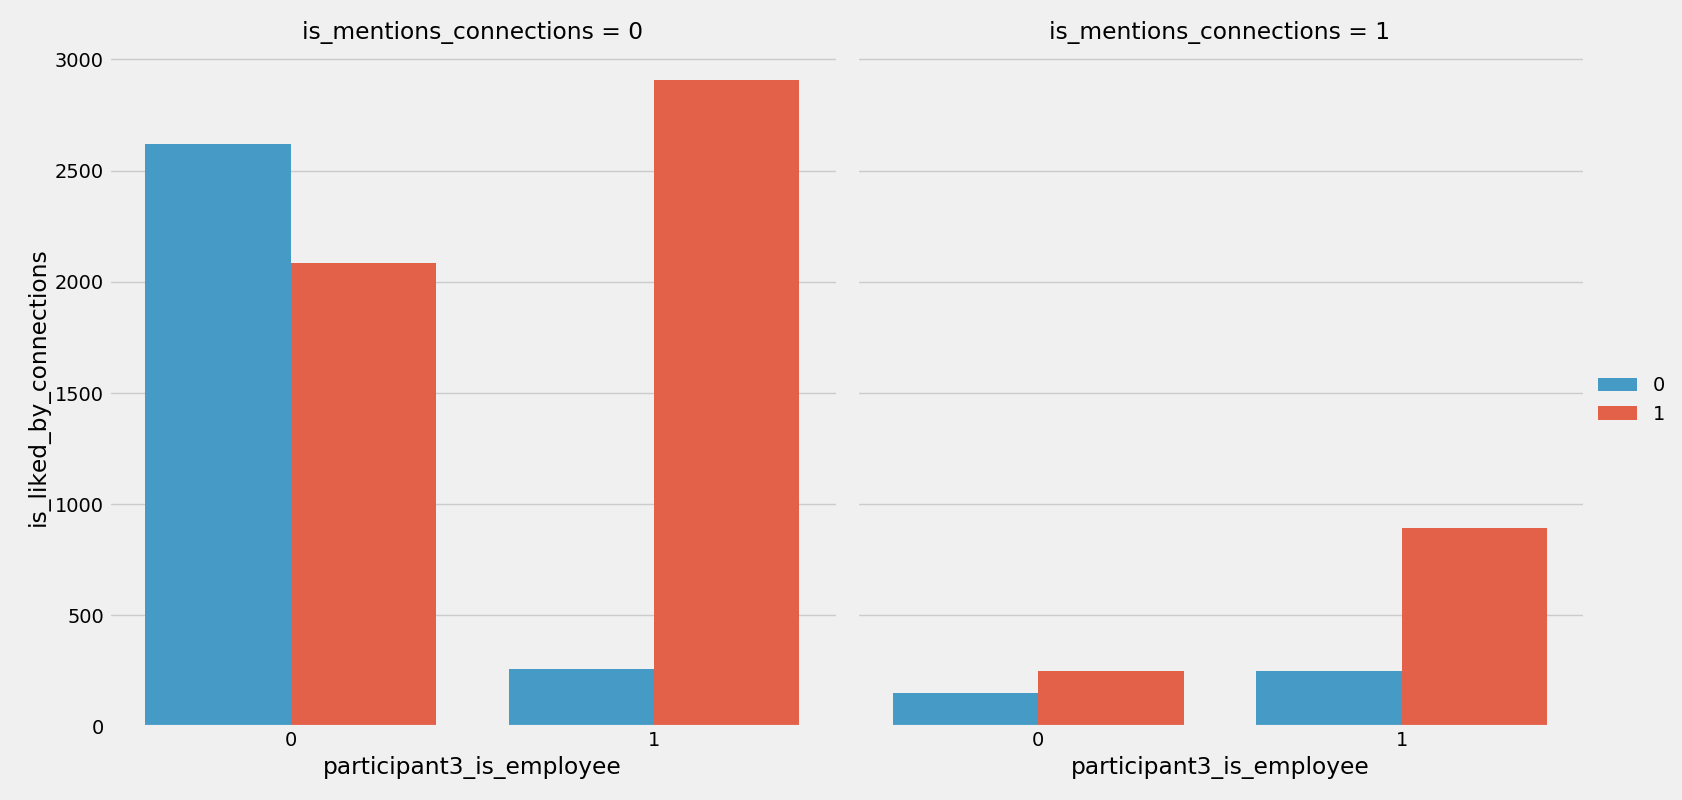 is_mentions_connections = 0
is_mentions_connections = 1
is_liked_by_connections
3000
2500
2000
1500
1000
500
0
0
1
0
1
participant3_is_employee
participant3_is_employee
0
1